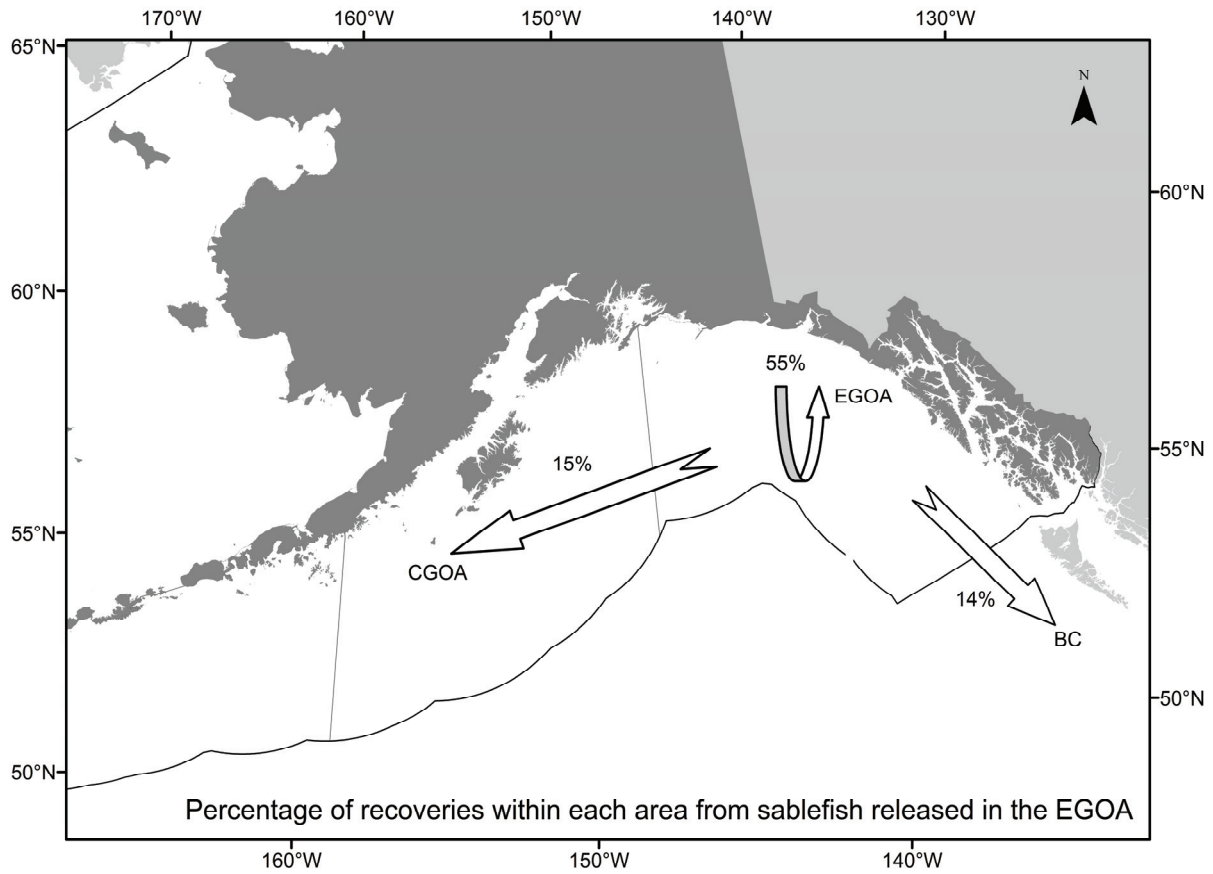 170°W 160°W 150°W 140°W 130°W
65°N
N
60°N
60°N
55%
EGOA
55°N
15%
55°N
CGOA
14%
BC
50°N
50°N
Percentage of recoveries within each area from sablefish released in the EGOA
160°W 150°W 140°W